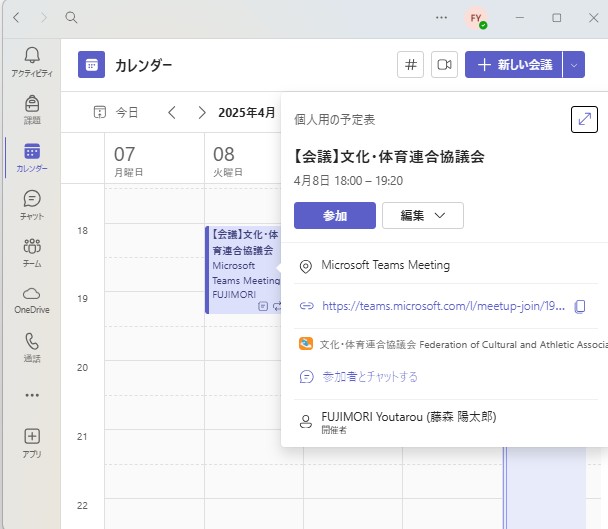 FY
アクティビティ
課題
カレンダー
チャット
チーム
OneDrive
通話
アプリ
カレンダー
新しい会議
今日
2025年4月
07
月曜日
08
火曜日
18
19
20
21
22
【会議】文化・体
育連合協議会
Microsoft
Teams Meeting
FUJIMORI
個人用の予定表
【会議】文化・体育連合協議会
4月8日 18:00 – 19:20
参加
編集
Microsoft Teams Meeting
https://teams.microsoft.com/l/meetup-join/19...
文化・体育連合協議会 Federation of Cultural and Athletic Associa
参加者とチャットする
FUJIMORI Youtarou (藤森 陽太郎)
開催者